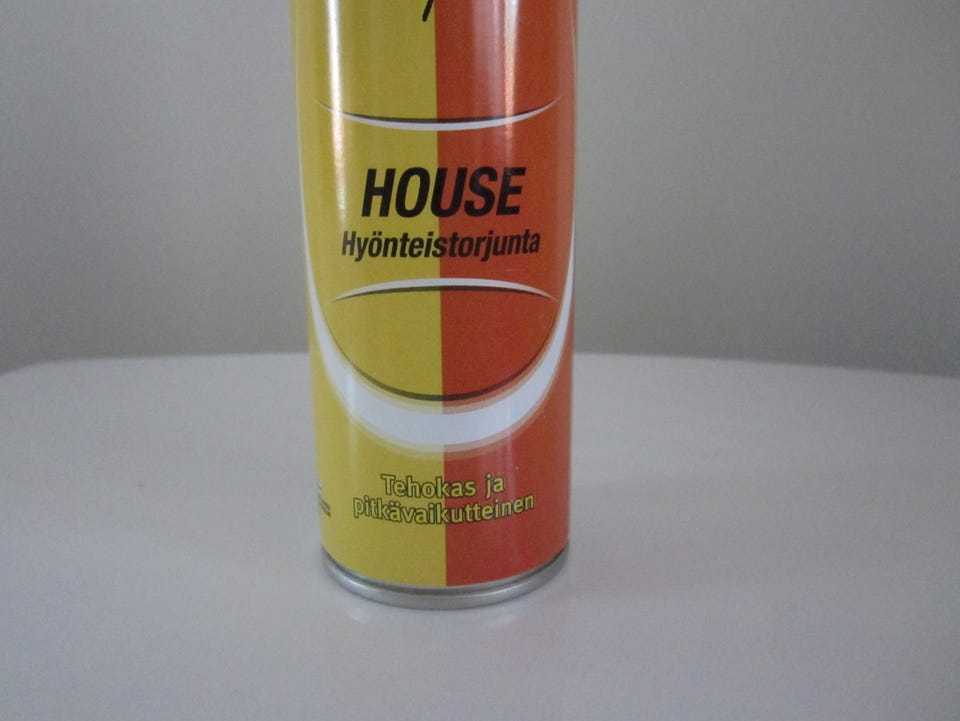 HOUSE
Hyönteistorjunta
Tehokas ja
pitkävaikutteinen